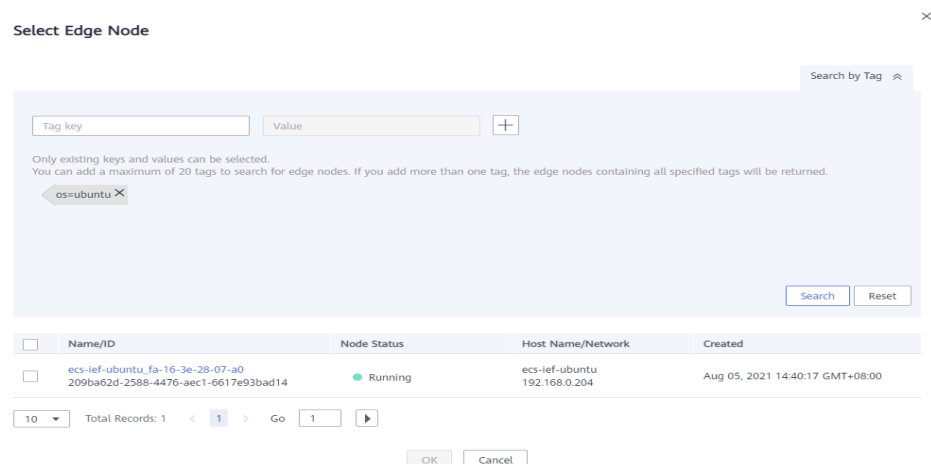 Select Edge Node
Search by Tag
Tag key
Value
Only existing keys and values can be selected.
You can add a maximum of 20 tags to search for edge nodes. If you add more than one tag, the edge nodes containing all specified tags will be returned.
os=ubuntu
Search
Reset
Name/ID Node Status Host Name/Network Created
ecs-ief-ubuntu_fa-16-3e-28-07-a0
209ba62d-2588-4476-aec1-6617e93bad14
Running
ecs-ief-ubuntu
192.168.0.204
Aug 05, 2021 14:40:17 GMT+08:00
10 Total Records: 1 < 1 > Go 1
OK Cancel